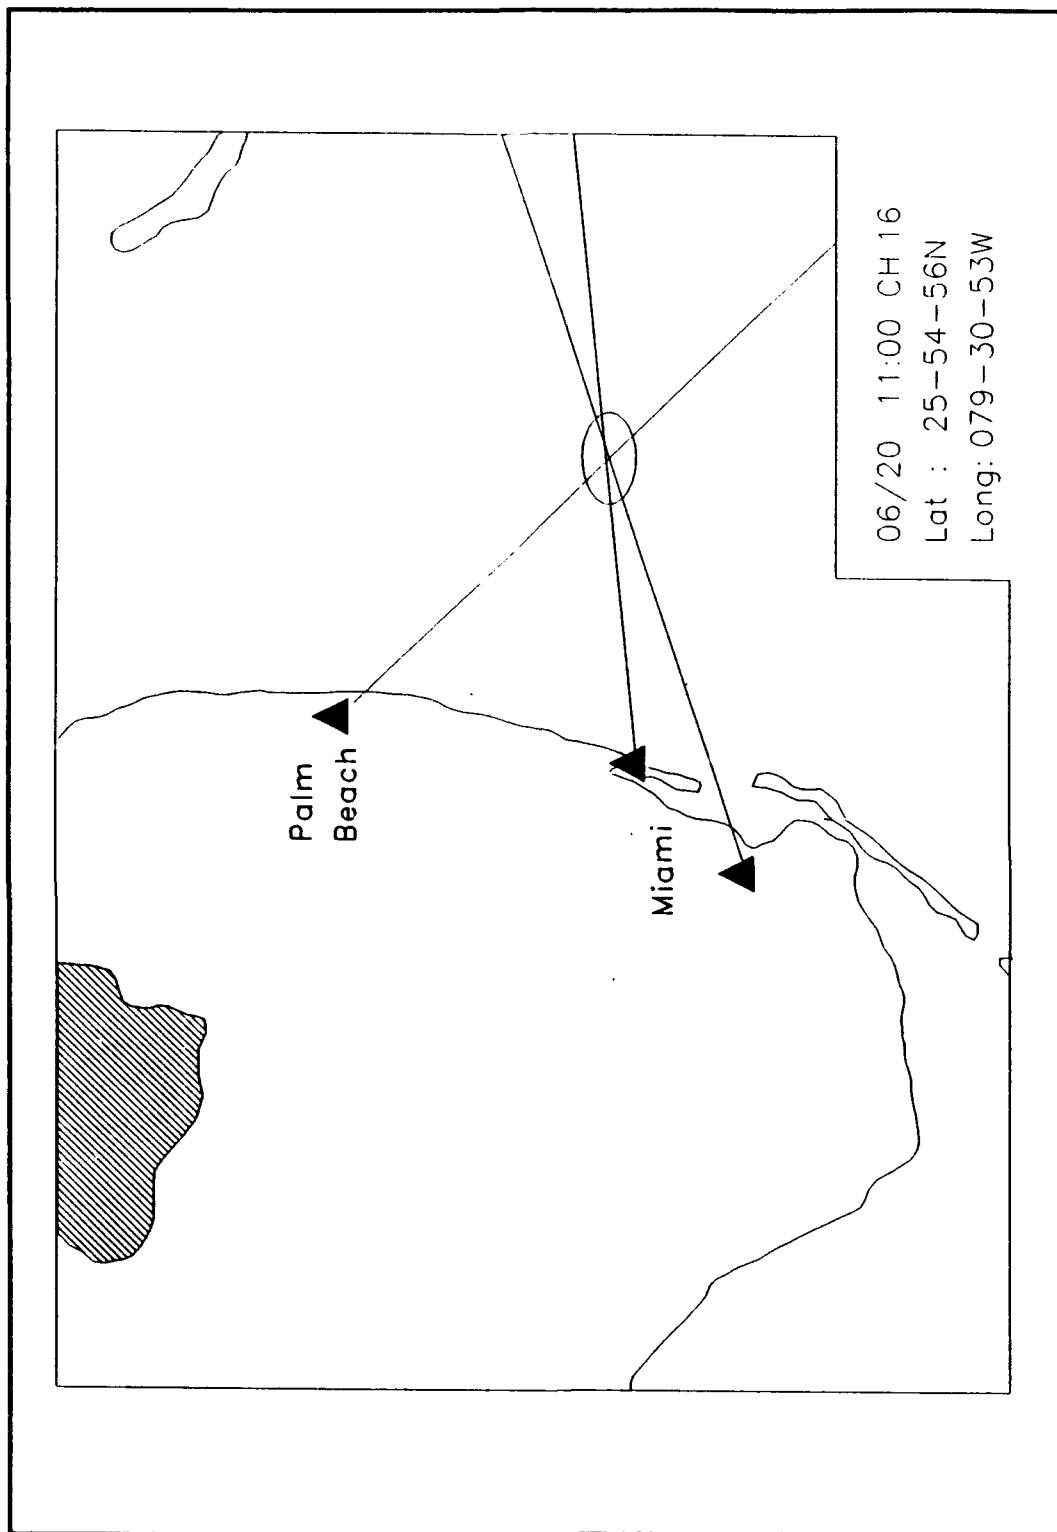 Palm
Beach
Miami
06/20 11:00 CH 16
Lat : 25-54-56N
Long: 079-30-53W